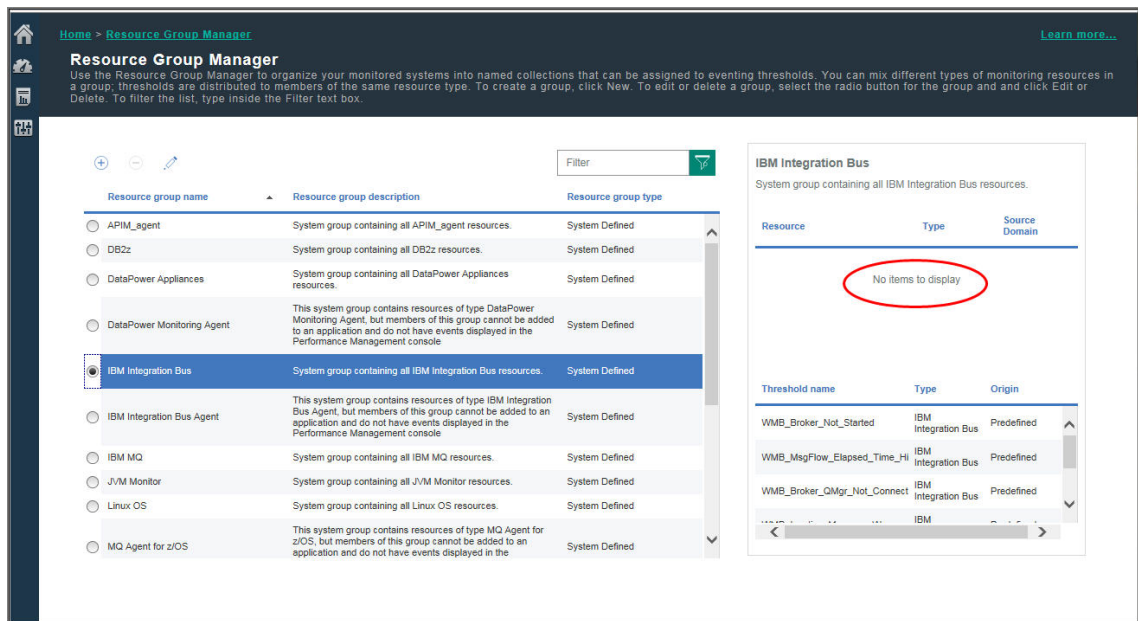 Home > Resource Group Manager
Learn more...
Resource Group Manager
Use the Resource Group Manager to organize your monitored systems into named collections that can be assigned to eventing thresholds. You can mix different types of monitoring resources in
a group; thresholds are distributed to members of the same resource type. To create a group, click New. To edit or delete a group, select the radio button for the group and and click Edit or
Delete. To filter the list, type inside the Filter text box.
Filter
Resource group name
Resource group description
Resource group type
APIM_agent
System group containing all APIM_agent resources.
System Defined
DB2z
System group containing all DB2z resources.
System Defined
DataPower Appliances
System group containing all DataPower Appliances
resources.
System Defined
DataPower Monitoring Agent
This system group contains resources of type DataPower
Monitoring Agent, but members of this group cannot be added
to an application and do not have events displayed in the
Performance Management console
System Defined
IBM Integration Bus
System group containing all IBM Integration Bus resources.
System Defined
IBM Integration Bus Agent
This system group contains resources of type IBM Integration
Bus Agent, but members of this group cannot be added to an
application and do not have events displayed in the
Performance Management console
System Defined
IBM MQ
System group containing all IBM MQ resources.
System Defined
JVM Monitor
System group containing all JVM Monitor resources.
System Defined
Linux OS
System group containing all Linux OS resources.
System Defined
MQ Agent for z/OS
This system group contains resources of type MQ Agent for
z/OS, but members of this group cannot be added to an
application and do not have events displayed in the
System Defined
IBM Integration Bus
System group containing all IBM Integration Bus resources.
Resource
Type
Source
Domain
No items to display
Threshold name
Type
Origin
WMB_Broker_Not_Started
IBM
Integration Bus
Predefined
WMB_MsgFlow_Elapsed_Time_Hi
IBM
Integration Bus
Predefined
WMB_Broker_QMgr_Not_Connect
IBM
Integration Bus
Predefined
IBM